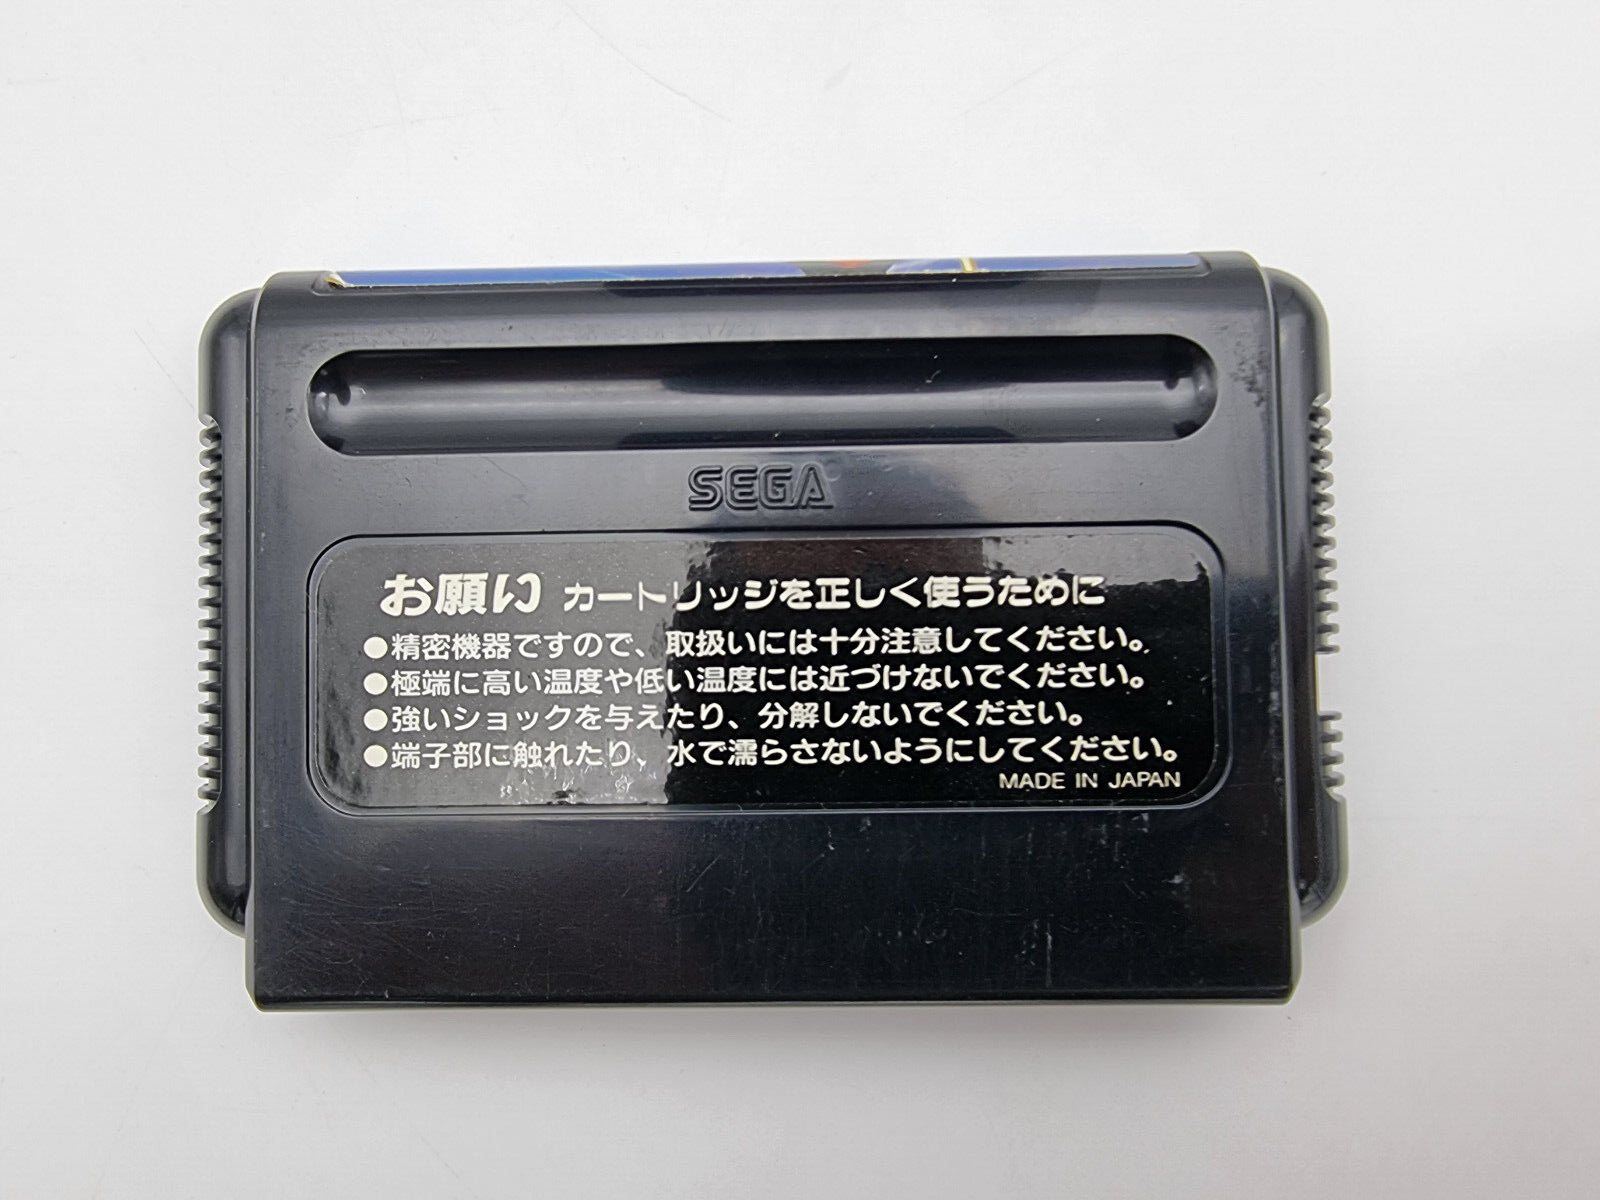 SEGA
お願い カートリッジを正しく使うために
●精密機器ですので、取扱いには十分注意してください。
●極端に高い温度や低い温度には近づけないでください。
●強いショックを与えたり、分解しないでください。
●端子部に触れたり、水で濡らさないようにしてください。
MADE IN JAPAN